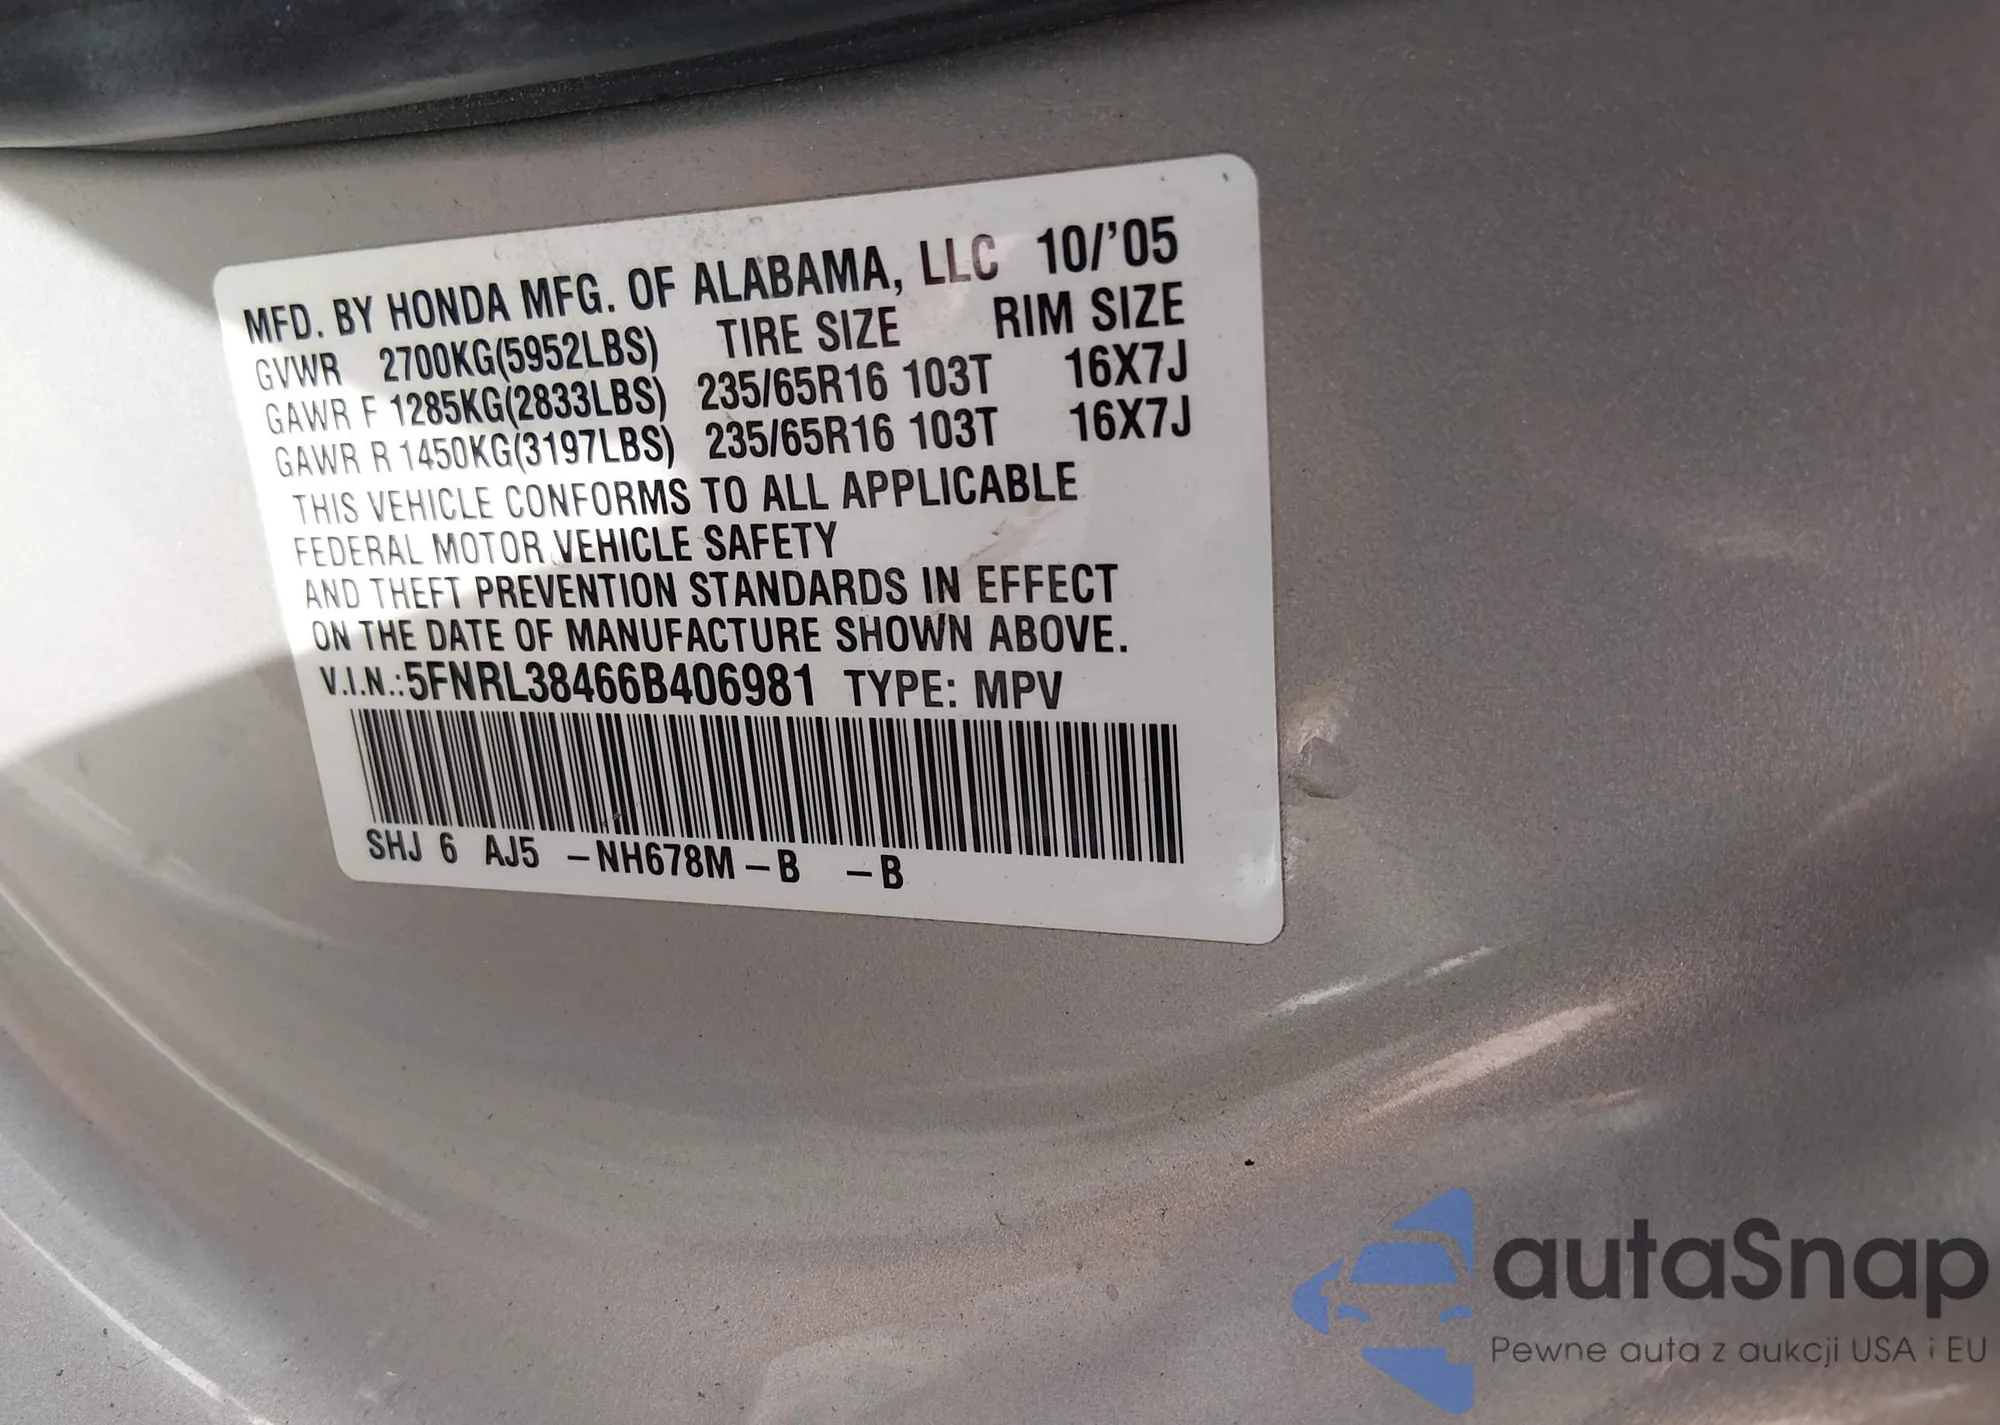 MFD. BY HONDA MFG. OF ALABAMA, LLC 10/'05
GVWR 2700KG(5952LBS) TIRE SIZE RIM SIZE
GAWR F 1285KG(2833LBS) 235/65R16 103T 16X7J
GAWR R 1450KG(3197LBS) 235/65R16 103T 16X7J
THIS VEHICLE CONFORMS TO ALL APPLICABLE
FEDERAL MOTOR VEHICLE SAFETY
AND THEFT PREVENTION STANDARDS IN EFFECT
ON THE DATE OF MANUFACTURE SHOWN ABOVE.
V.I.N.:5FNRL38466B406981 TYPE: MPV
SHJ 6 AJ5 -NH678M-B -B
autaSnap
Pewne auta z aukcji USA i EU